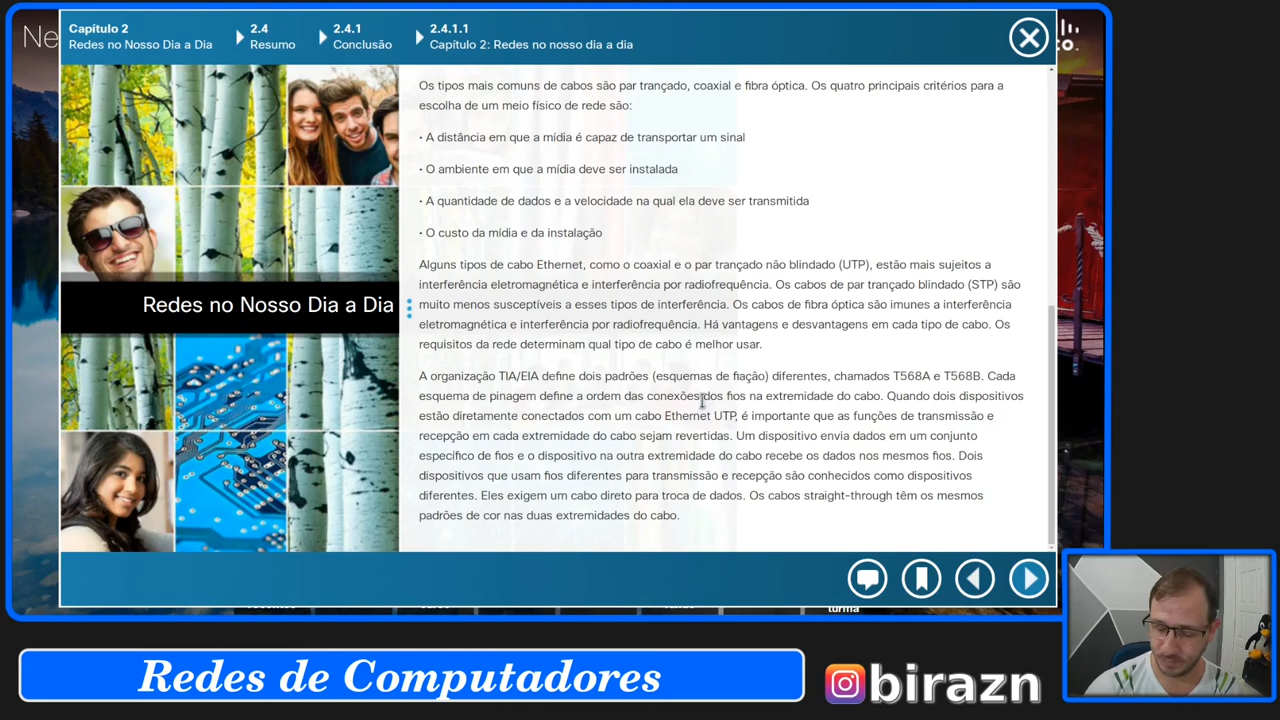 Ne
Capítulo 2
Redes no Nosso Dia a Dia
2.4
Resumo
2.4.1
Conclusão
2.4.1.1
Capítulo 2: Redes no nosso dia a dia
Os tipos mais comuns de cabos são par trançado, coaxial e fibra óptica. Os quatro principais critérios para a
escolha de um meio físico de rede são:
• A distância em que a mídia é capaz de transportar um sinal
• O ambiente em que a mídia deve ser instalada
• A quantidade de dados e a velocidade na qual ela deve ser transmitida
• O custo da mídia e da instalação
Alguns tipos de cabo Ethernet, como o coaxial e o par trançado não blindado (UTP), estão mais sujeitos a
interferência eletromagnética e interferência por radiofrequência. Os cabos de par trançado blindado (STP) são
muito menos susceptíveis a esses tipos de interferência. Os cabos de fibra óptica são imunes a interferência
eletromagnética e interferência por radiofrequência. Há vantagens e desvantagens em cada tipo de cabo. Os
requisitos da rede determinam qual tipo de cabo é melhor usar.
A organização TIA/EIA define dois padrões (esquemas de fiação) diferentes, chamados T568A e T568B. Cada
esquema de pinagem define a ordem das conexões dos fios na extremidade do cabo. Quando dois dispositivos
estão diretamente conectados com um cabo Ethernet UTP, é importante que as funções de transmissão e
recepção em cada extremidade do cabo sejam revertidas. Um dispositivo envia dados em um conjunto
específico de fios e o dispositivo na outra extremidade do cabo recebe os dados nos mesmos fios. Dois
dispositivos que usam fios diferentes para transmissão e recepção são conhecidos como dispositivos
diferentes. Eles exigem um cabo direto para troca de dados. Os cabos straight-through têm os mesmos
padrões de cor nas duas extremidades do cabo.
Redes no Nosso Dia a Dia
turma
Redes de Computadores
birazn